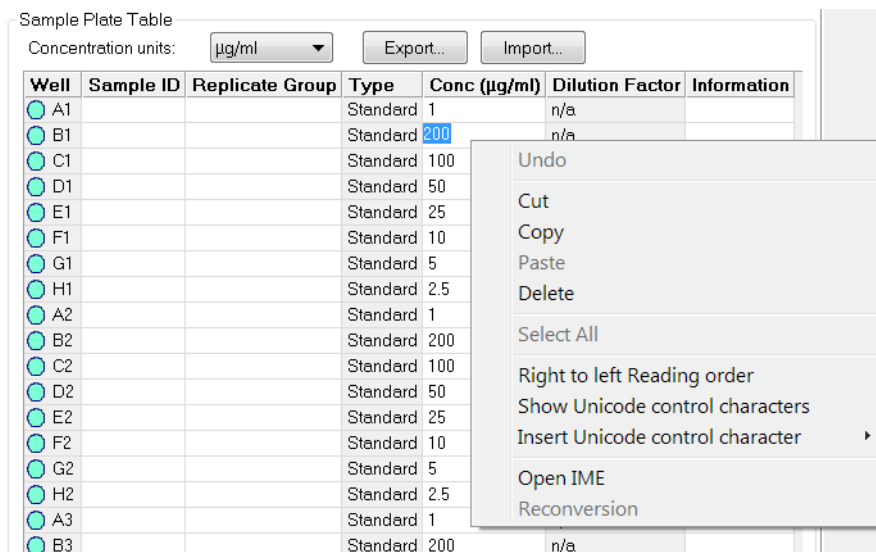 Sample Plate Table
Concentration units: µg/ml Export... Import...
Well Sample ID Replicate Group Type Conc (µg/ml) Dilution Factor Information
A1 Standard 1 n/a
B1 Standard 200 n/a
C1 Standard 100
D1 Standard 50
E1 Standard 25
F1 Standard 10
G1 Standard 5
H1 Standard 2.5
A2 Standard 1
B2 Standard 200
C2 Standard 100
D2 Standard 50
E2 Standard 25
F2 Standard 10
G2 Standard 5
H2 Standard 2.5
A3 Standard 1
B3 Standard 200 n/a
Undo
Cut
Copy
Paste
Delete
Select All
Right to left Reading order
Show Unicode control characters
Insert Unicode control character
Open IME
Reconversion